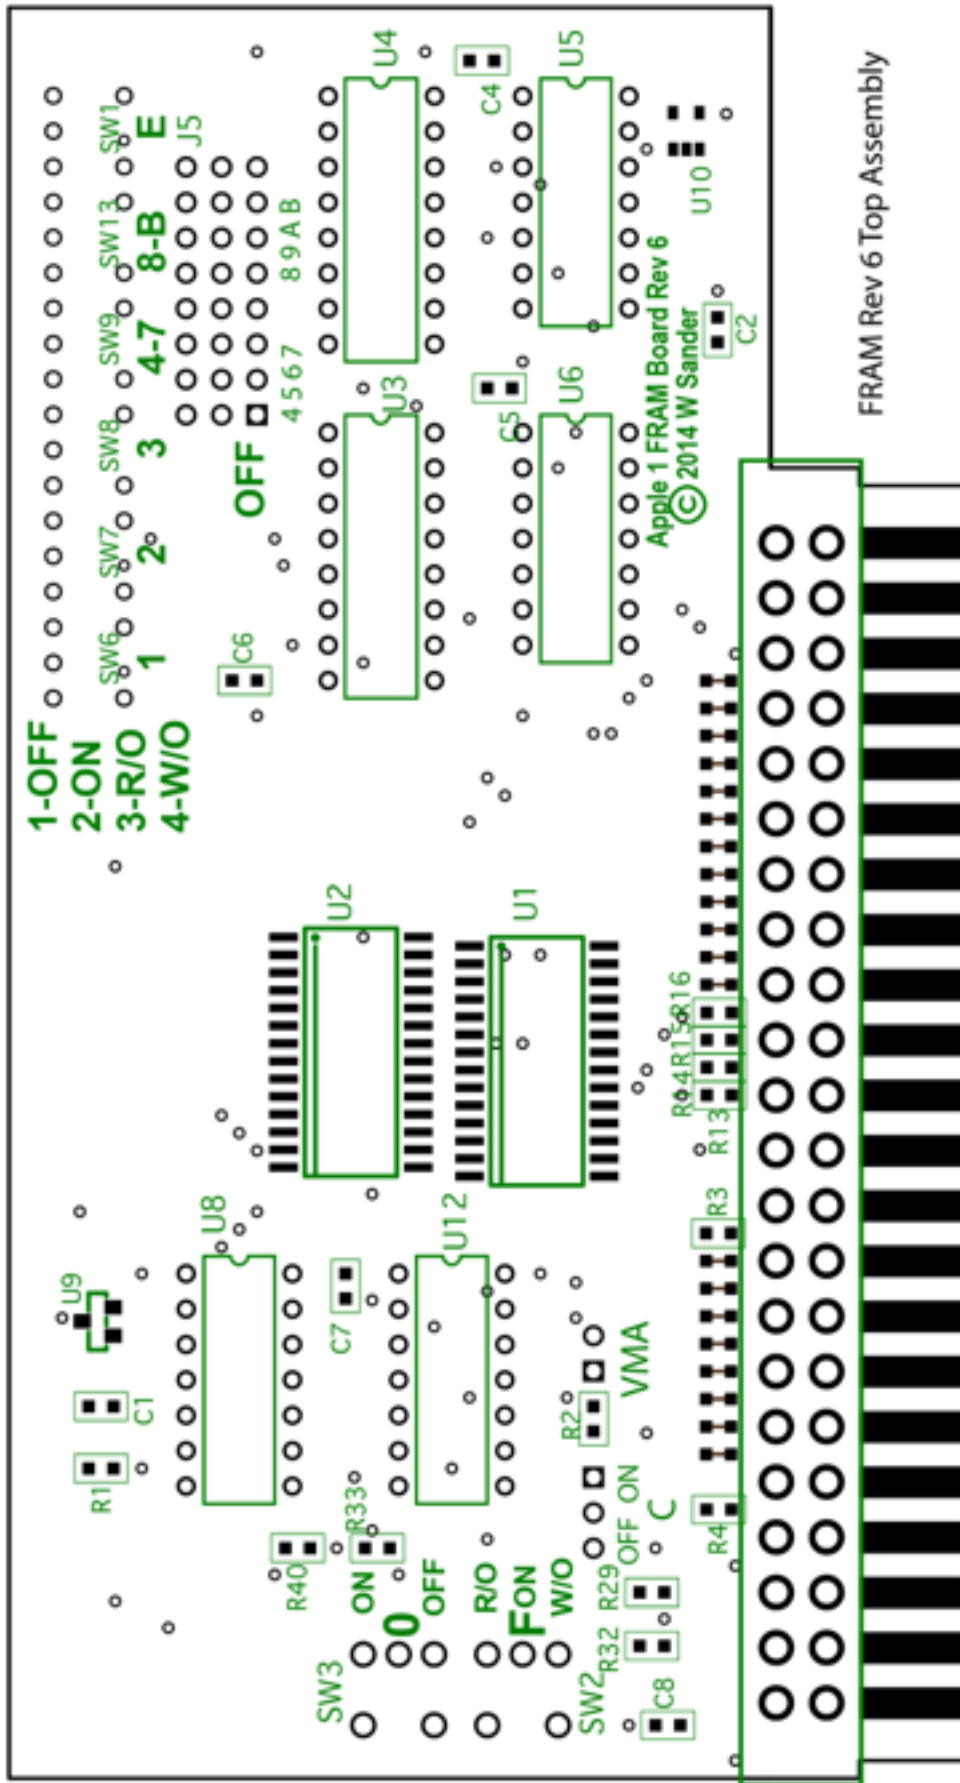 FRAM Rev 6 Top Assembly
Apple 1 FRAM Board Rev 6
© 2014 W Sander
SW6
SW7
SW8
SW9
SW13
SW1
1
2
3
4-7
8-B
E
J5
OFF
4 5 6 7
8 9 A B
1-OFF
2-ON
3-R/O
4-W/O
U4
C4
U5
U10
U3
C5
U6
C2
C6
U2
U1
R16
R15
R14
R13
R3
U9
U8
U12
C7
C1
R1
R2
VMA
R33
R40
ON
0
OFF
R/O
F ON
W/O
OFF ON
C
R4
R29
R32
SW3
SW2
C8